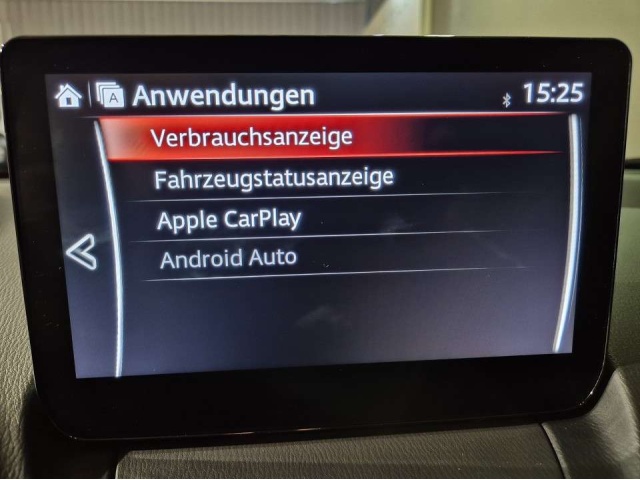 A Anwendungen 15:25
Verbrauchsanzeige
Fahrzeugstatusanzeige
Apple CarPlay
Android Auto